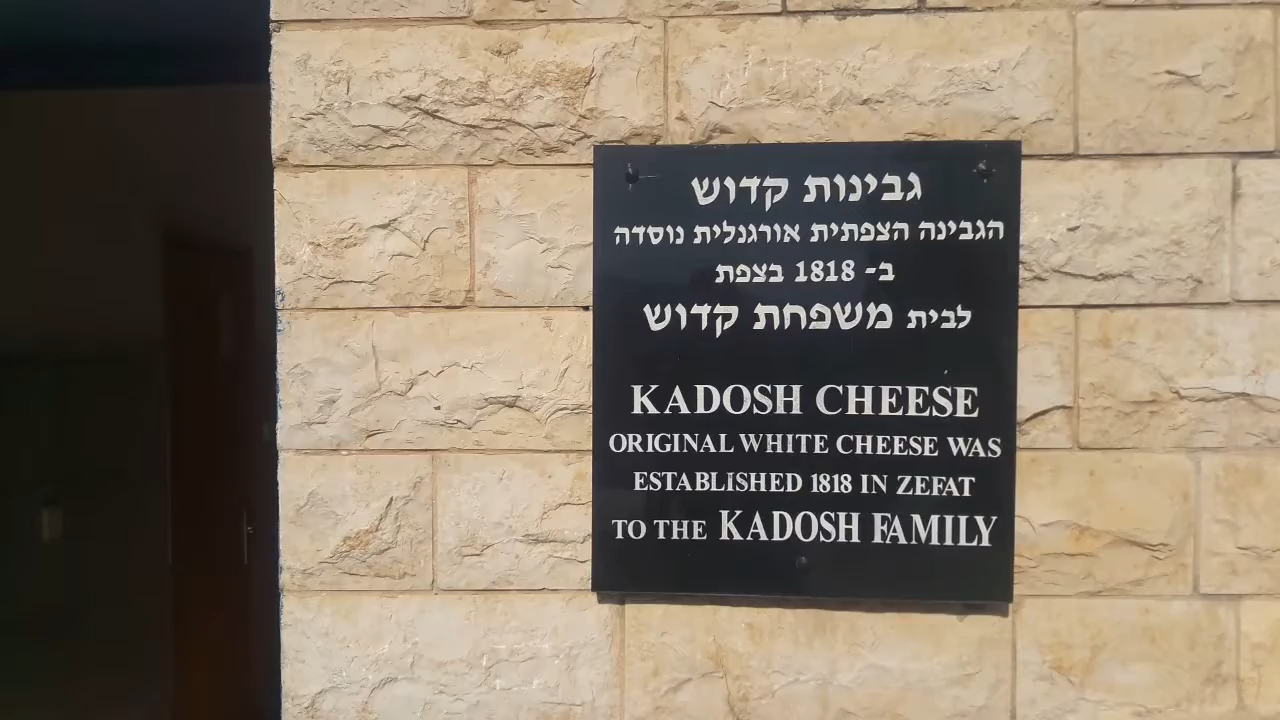 גבינות קדוש
הגבינה הצפתית אורגנלית נוסדה
ב- 1818 בצפת
לבית משפחת קדוש
KADOSH CHEESE
ORIGINAL WHITE CHEESE WAS
ESTABLISHED 1818 IN ZEFAT
TO THE KADOSH FAMILY